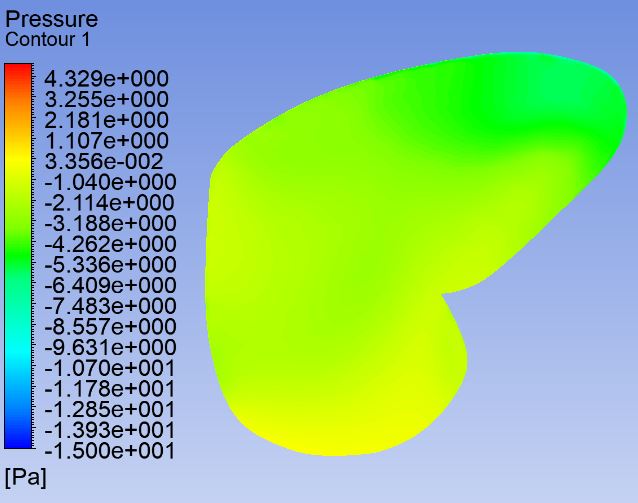 Pressure
Contour 1
4.329e+000
3.255e+000
2.181e+000
1.107e+000
3.356e-002
-1.040e+000
-2.114e+000
-3.188e+000
-4.262e+000
-5.336e+000
-6.409e+000
-7.483e+000
-8.557e+000
-9.631e+000
-1.070e+001
-1.178e+001
-1.285e+001
-1.393e+001
-1.500e+001
[Pa]